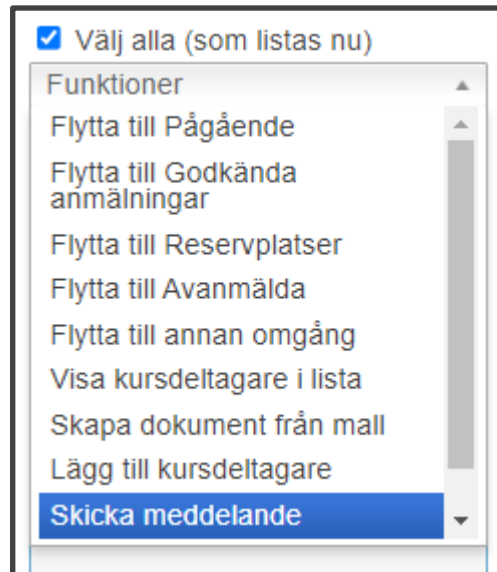 Välj alla (som listas nu)
Funktioner
Flytta till Pågående
Flytta till Godkända
anmälningar
Flytta till Reservplatser
Flytta till Avanmälda
Flytta till annan omgång
Visa kursdeltagare i lista
Skapa dokument från mall
Lägg till kursdeltagare
Skicka meddelande